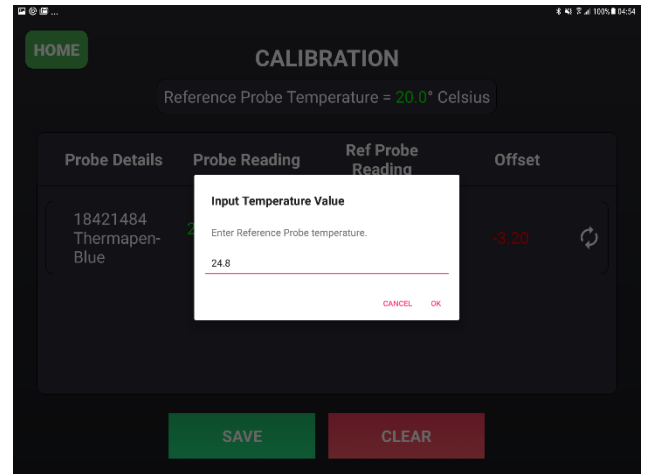 ... 100% 04:54
HOME
CALIBRATION
Reference Probe Temperature = 20.0° Celsius
Probe Details Probe Reading Ref Probe Reading Offset
18421484 Thermapen-Blue
2
-3.20
Input Temperature Value
Enter Reference Probe temperature.
24.8
CANCEL OK
SAVE CLEAR